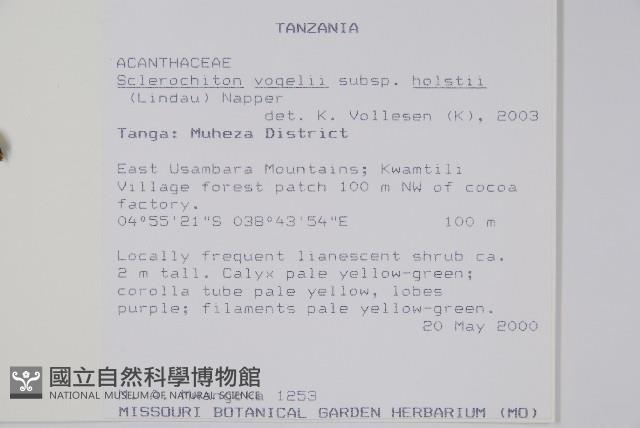 TANZANIA
ACANTHACEAE
Sclerochiton vogelii subsp. holstii
(Lindau) Napper
det. K. Vollesen (K), 2003
Tanga: Muheza District
East Usambara Mountains; Kwamtili
Village forest patch 100 m NW of cocoa
factory.
04°55'21"S 038°43'54"E 100 m
Locally frequent lianescent shrub ca.
2 m tall. Calyx pale yellow-green;
corolla tube pale yellow, lobes
purple; filaments pale yellow-green.
20 May 2000
國立自然科學博物館
NATIONAL MUSEUM OF NATURAL SCIENCE
1253
MISSOURI BOTANICAL GARDEN HERBARIUM (MO)